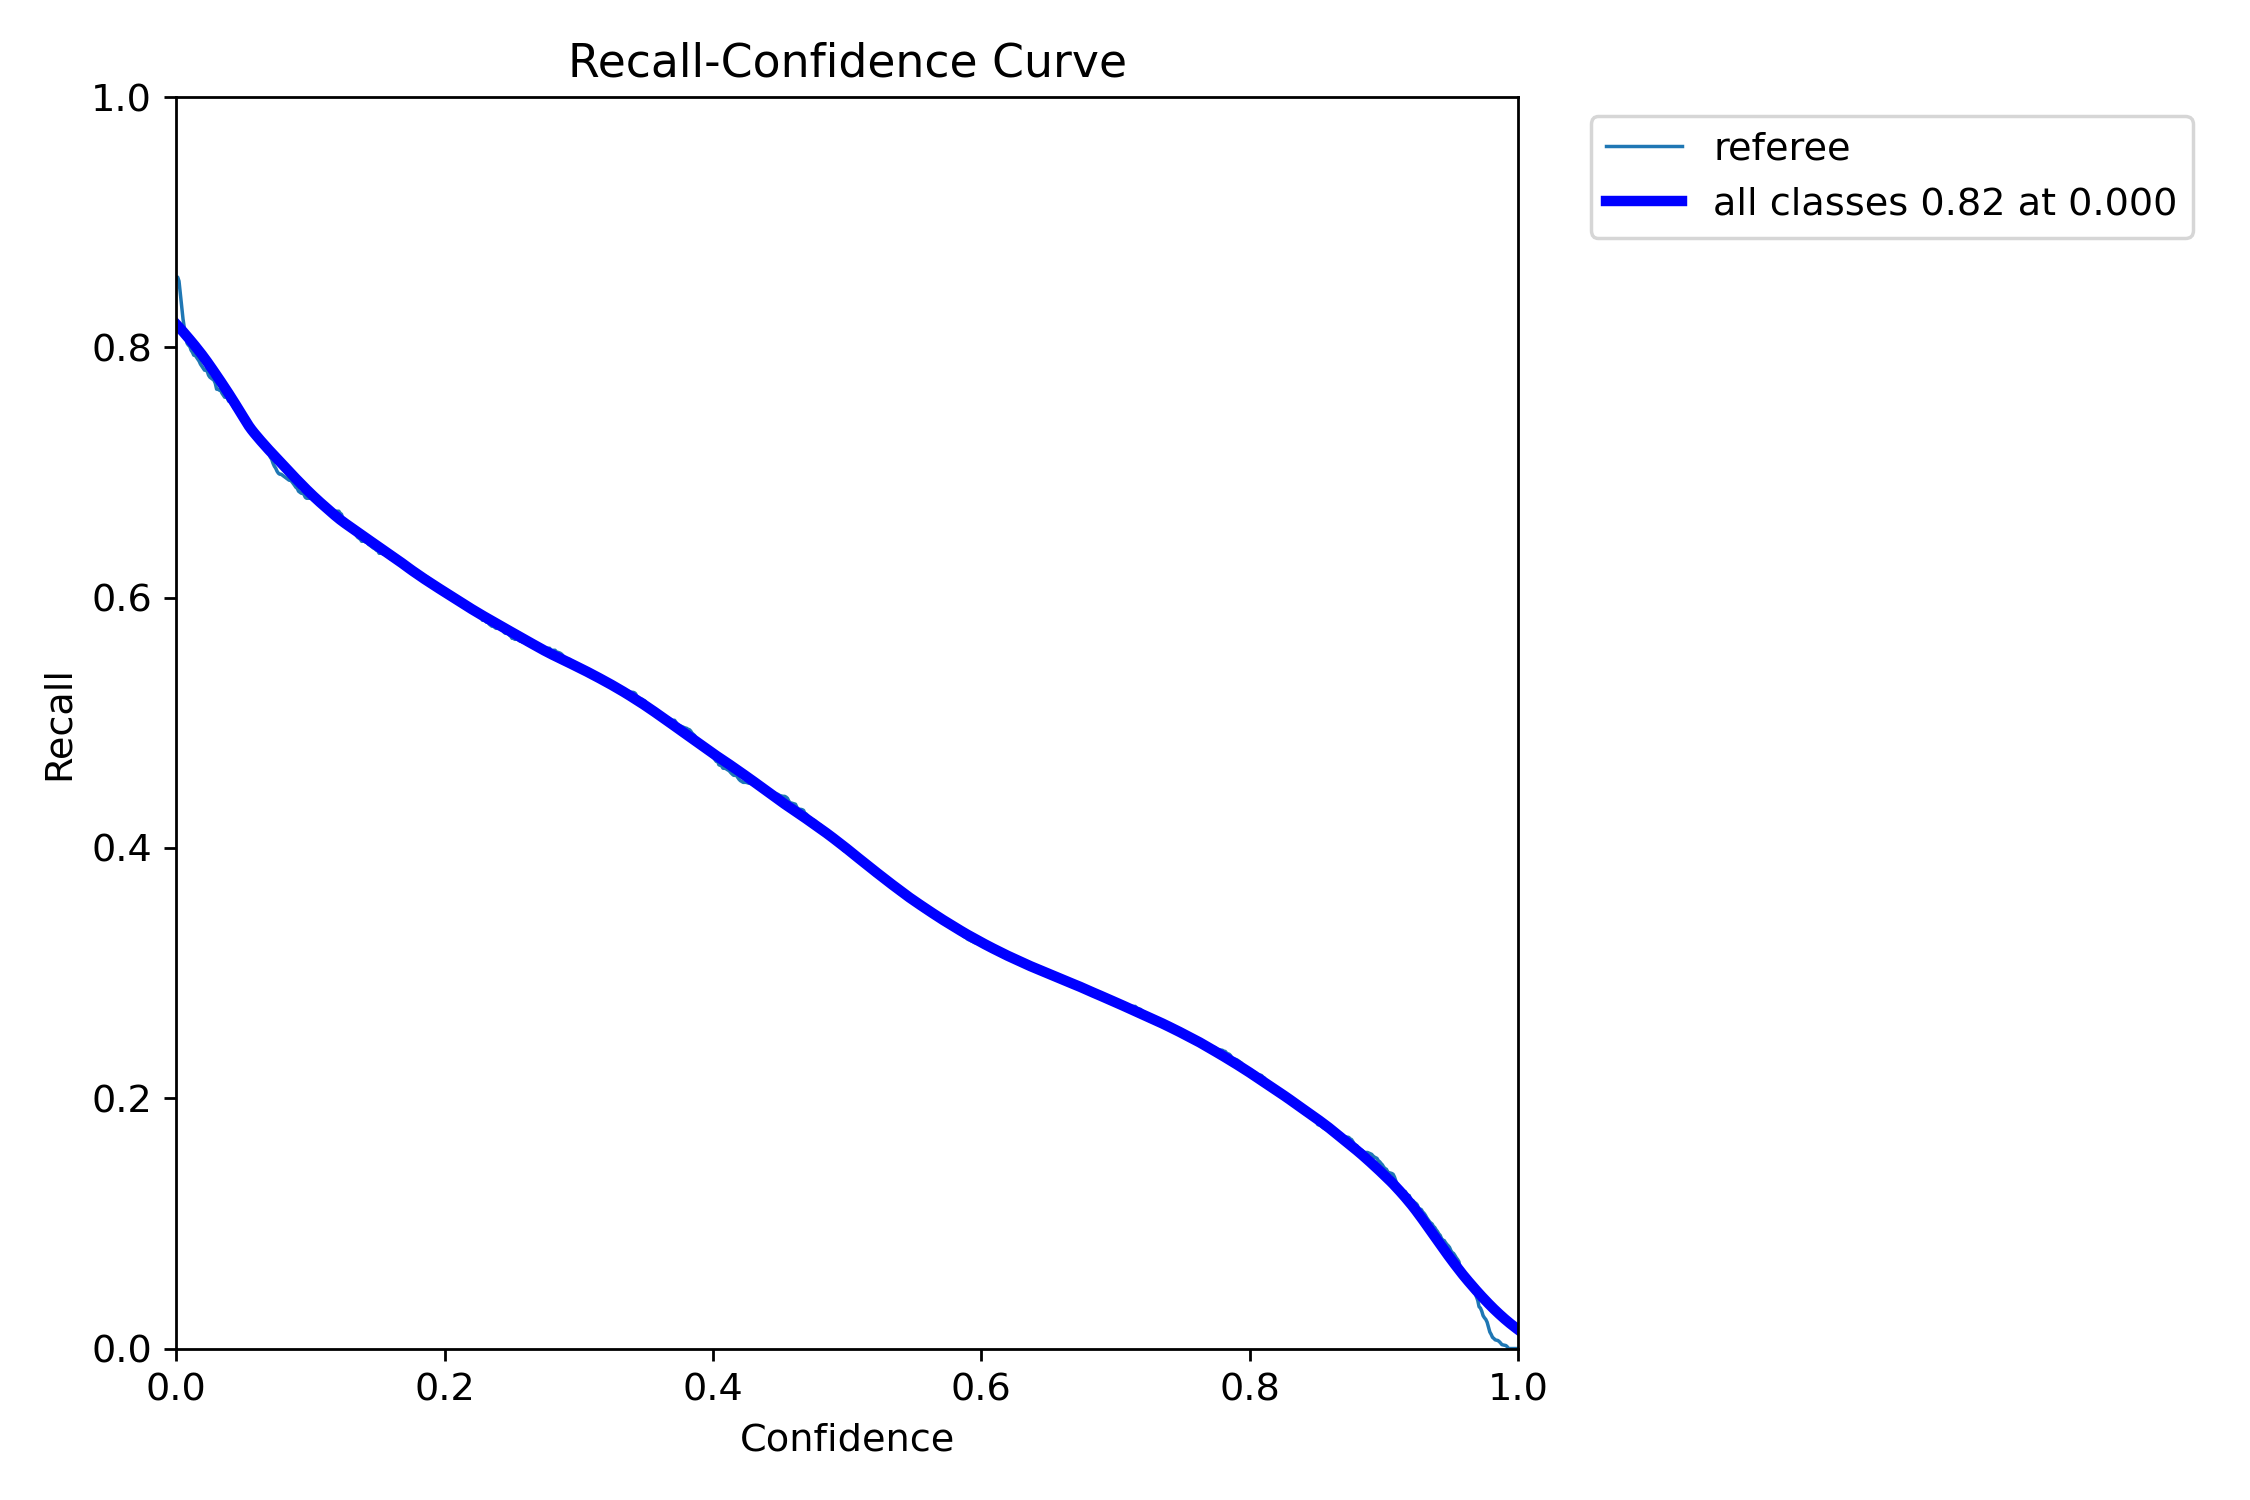 Recall-Confidence Curve
1.0
0.8
0.6
0.4
0.2
0.0
Recall
0.0 0.2 0.4 0.6 0.8 1.0
Confidence
referee
all classes 0.82 at 0.000